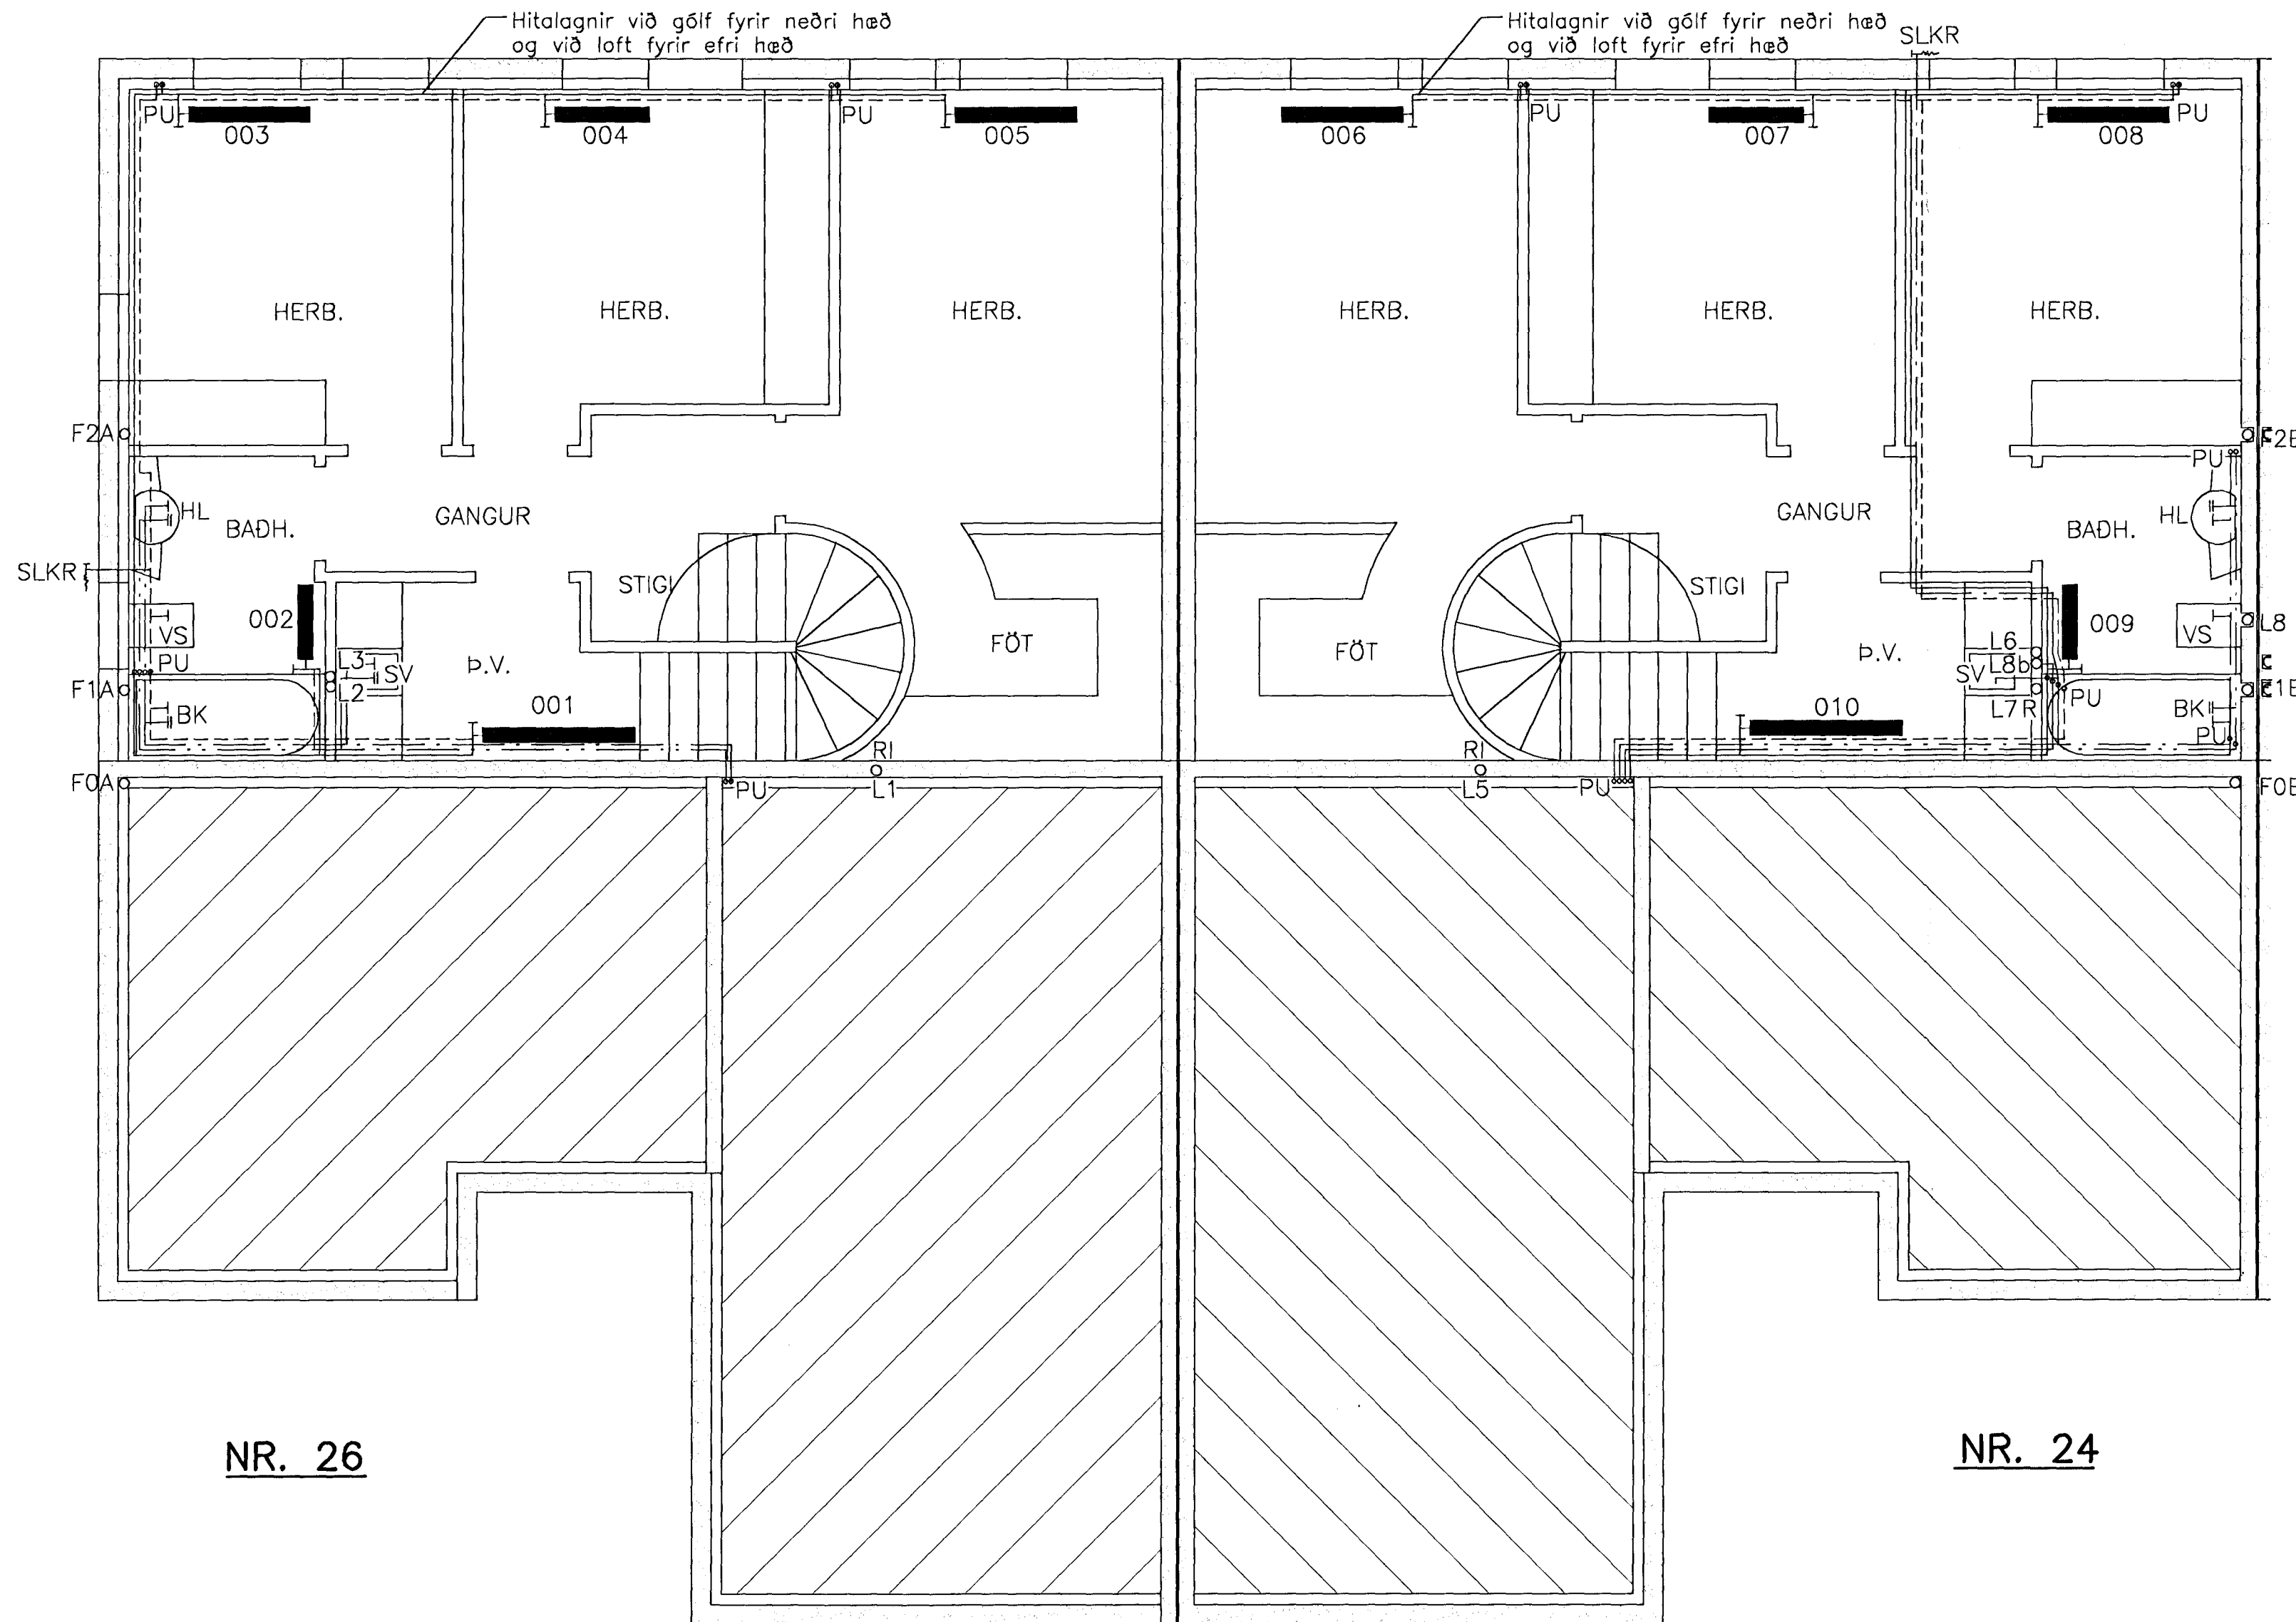 Hitalagnir við gólf fyrir neðri hæð
og við loft fyrir efri hæð
Hitalagnir við gólf fyrir neðri hæð
og við loft fyrir efri hæð
SLKR
PU
003
004
PU
005
006
PU
007
008
PU
HERB.
HERB.
HERB.
HERB.
HERB.
HERB.
F2A
PU
HL
BAÐH.
GANGUR
GANGUR
BAÐH.
HL
SLKR
STIGI
STIGI
002
VS
FÖT
FÖT
009
VS
L8
PU
L3
SV
Þ.V.
Þ.V.
L6
L8b
SV
F1A
L2
PU
BK
001
010
L7R
BK
PU
RI
RI
F0A
PU
L1
L5
PU
NR. 26
NR. 24